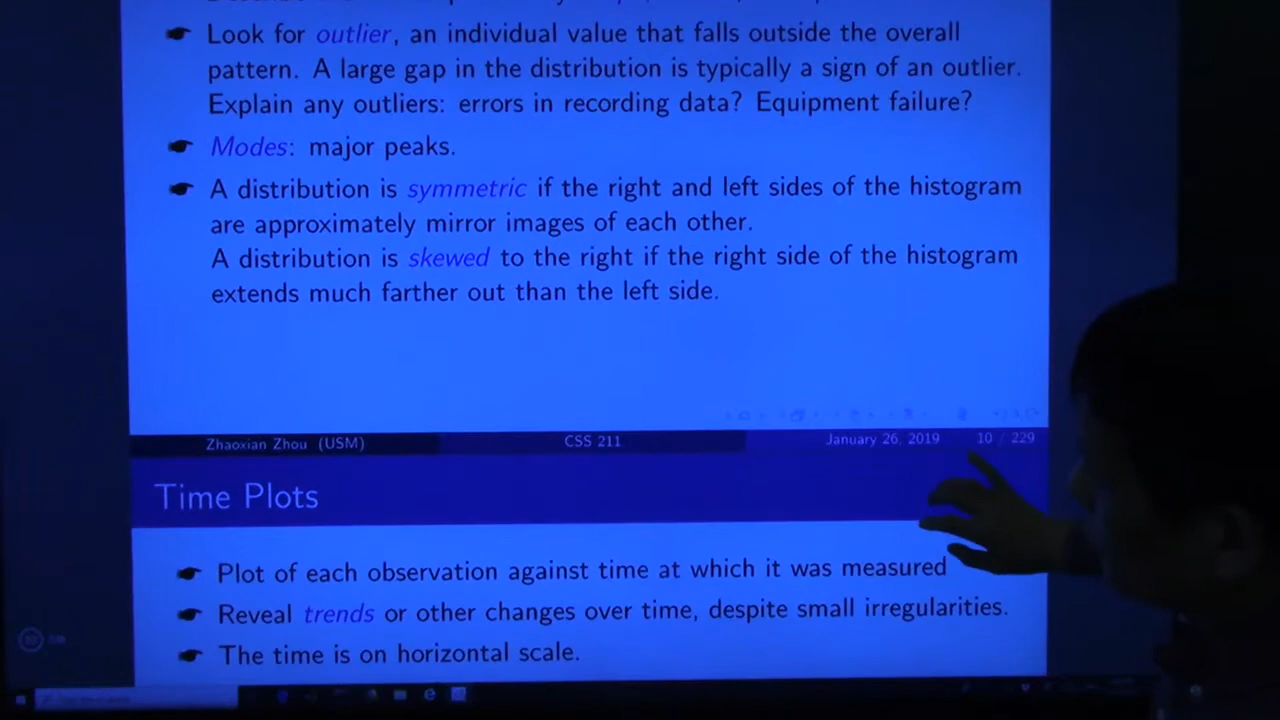 Look for outlier, an individual value that falls outside the overall
pattern. A large gap in the distribution is typically a sign of an outlier.
Explain any outliers: errors in recording data? Equipment failure?
Modes: major peaks.
A distribution is symmetric if the right and left sides of the histogram
are approximately mirror images of each other.
A distribution is skewed to the right if the right side of the histogram
extends much farther out than the left side.
Zhaoxian Zhou (USM) CSS 211 January 26, 2019 10 / 229
Time Plots
Plot of each observation against time at which it was measured
Reveal trends or other changes over time, despite small irregularities.
The time is on horizontal scale.